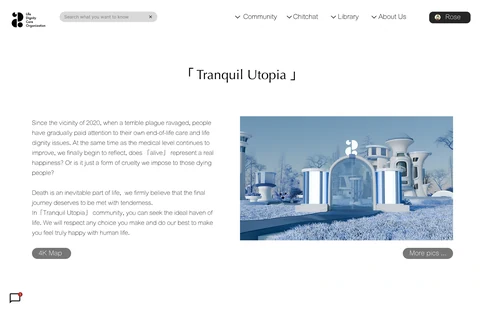 Life
Dignity
Care
Organization
Search what you want to know
Community
Chitchat
Library
About Us
Rose
「Tranquil Utopia 」
Since the vicinity of 2020, when a terrible plague ravaged, people
have gradually paid attention to their own end-of-life care and life
dignity issues. At the same time as the medical level continues to
improve, we finally begin to reflect, does 「alive」 represent a real
happiness? Or is it just a form of cruelty we impose to those dying
people?
Death is an inevitable part of life, we firmly believe that the final
journey deserves to be met with tenderness.
In「Tranquil Utopia」 community, you can seek the ideal haven of
life. We will respect any choice you make and do our best to make
you feel truly happy with human life.
4K Map
More pics ...